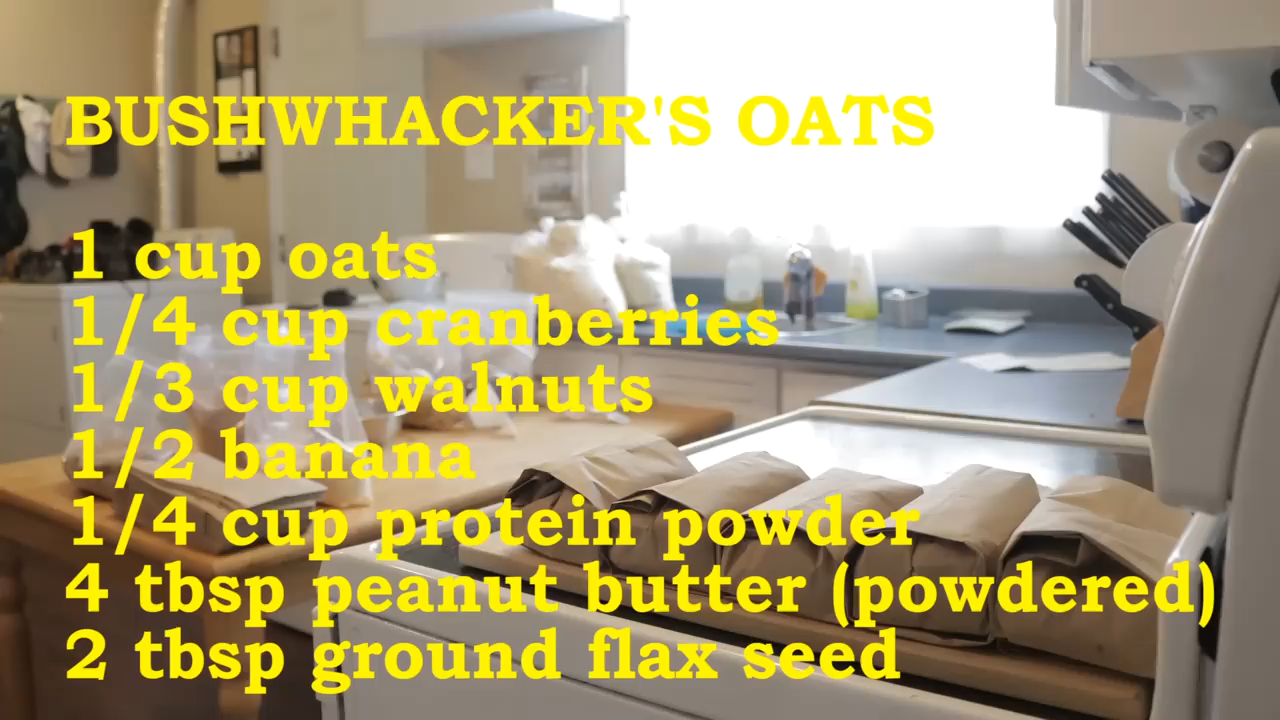 BUSHWHACKER'S OATS
1 cup oats
1/4 cup cranberries
1/3 cup walnuts
1/2 banana
1/4 cup protein powder
4 tbsp peanut butter (powdered)
2 tbsp ground flax seed